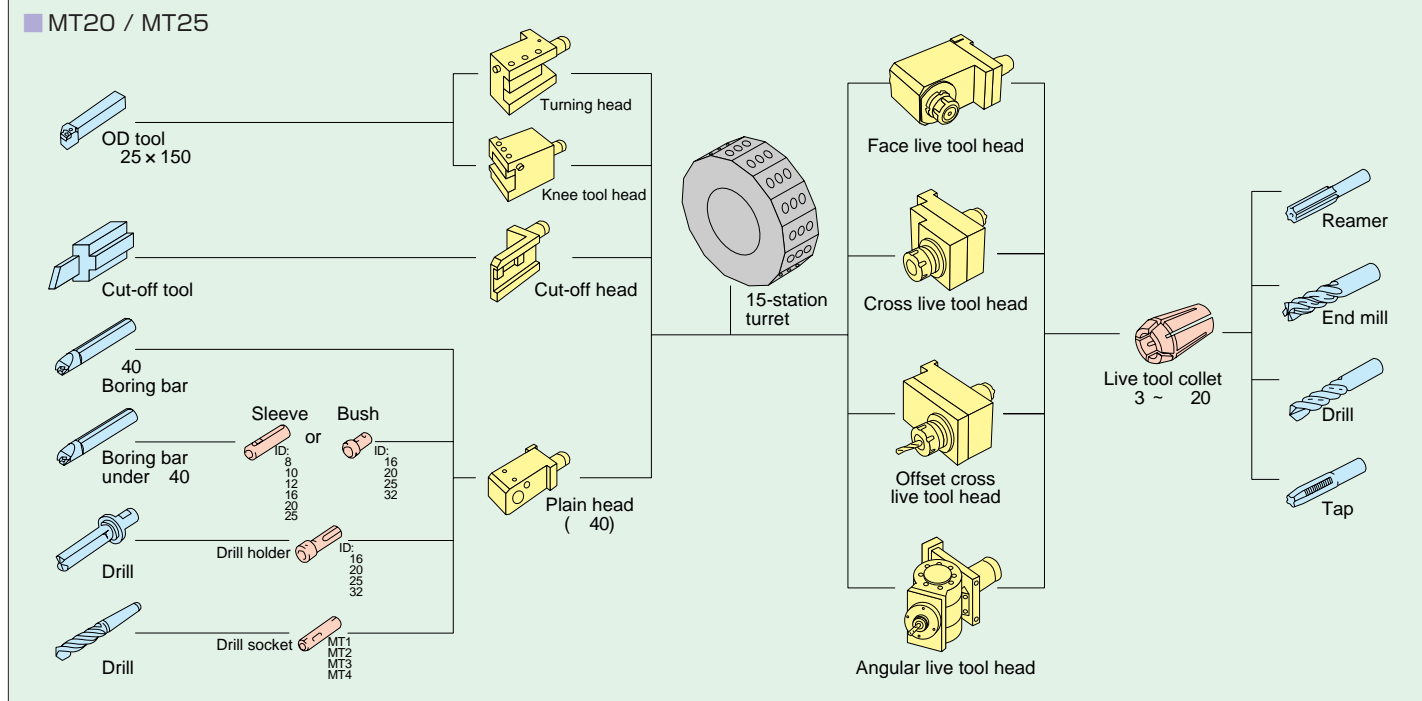 MT20 / MT25
OD tool
25 × 150
Turning head
Knee tool head
Cut-off tool
Cut-off head
40
Boring bar
Boring bar
under 40
Sleeve
or
Bush
ID:
8
10
12
16
20
25
ID:
16
20
25
32
Drill
Drill holder
ID:
16
20
25
32
Drill
Drill socket
MT1
MT2
MT3
MT4
Plain head
( 40)
15-station
turret
Face live tool head
Cross live tool head
Offset cross
live tool head
Angular live tool head
Live tool collet
3 ~ 20
Reamer
End mill
Drill
Tap